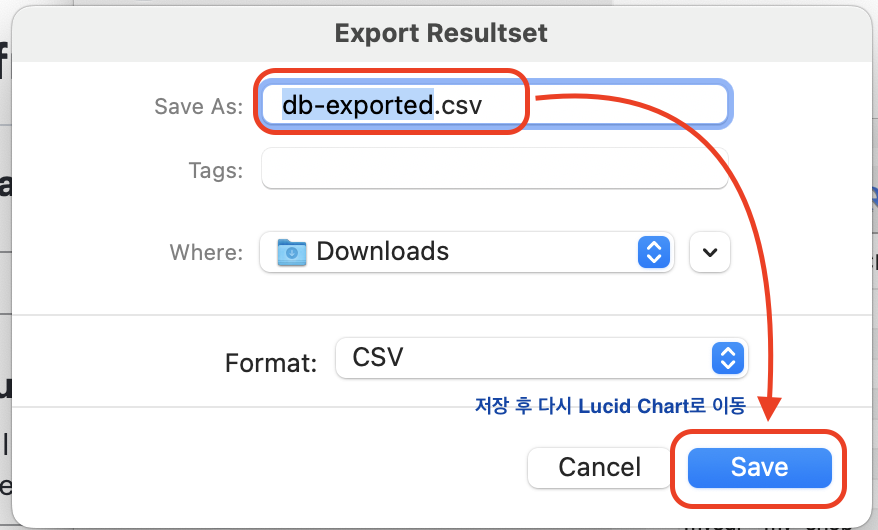 Export Resultset
Save As: db-exported.csv
Tags:
Where: Downloads
Format: CSV
저장 후 다시 Lucid Chart로 이동
Cancel Save